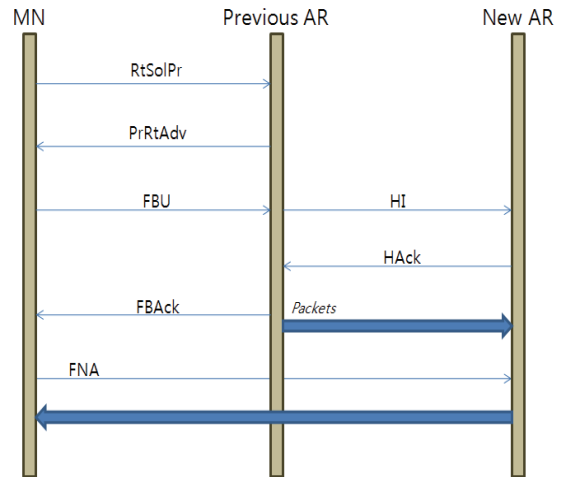 MN Previous AR New AR
RtSolPr
PrRtAdv
FBU HI
HAck
FBAck Packets
FNA